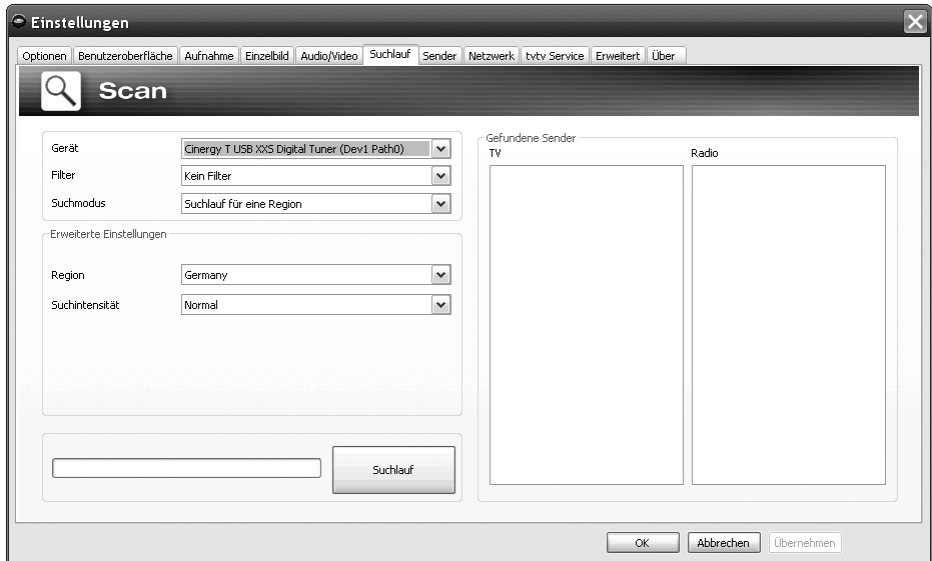 Einstellungen
Optionen Benutzeroberfläche Aufnahme Einzelbild Audio/Video Suchlauf Sender Netzwerk tvtv Service Erweitert Über
Scan
Gerät Cinergy T USB XXS Digital Tuner (Dev1 Path0)
Filter Kein Filter
Suchmodus Suchlauf für eine Region
Erweiterte Einstellungen
Region Germany
Suchintensität Normal
Suchlauf
Gefundene Sender
TV Radio
OK Abbrechen Übernehmen